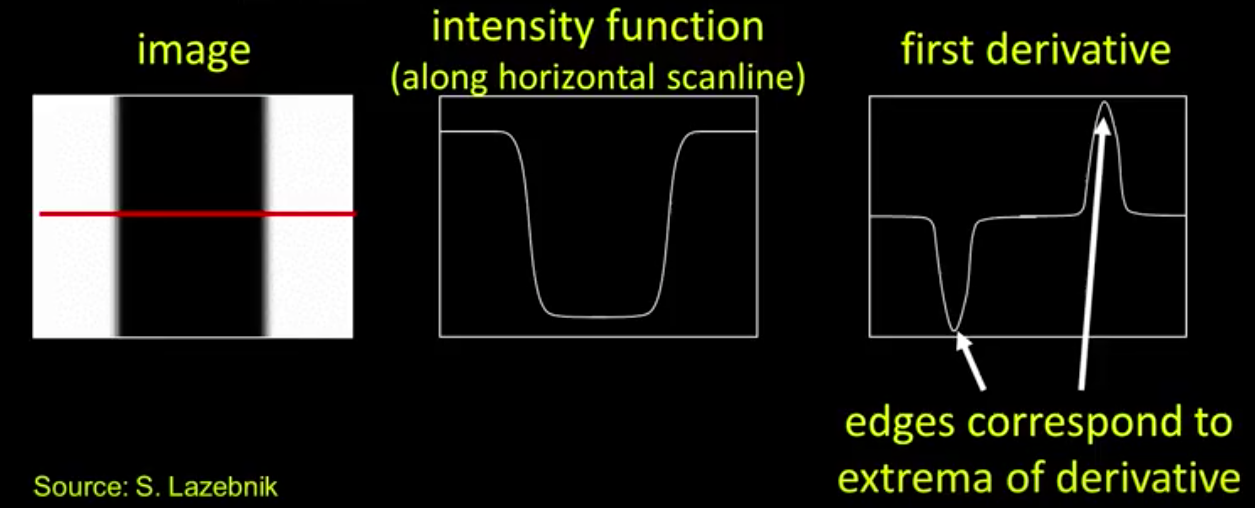 image
intensity function
(along horizontal scanline)
first derivative
edges correspond to
extrema of derivative
Source: S. Lazebnik